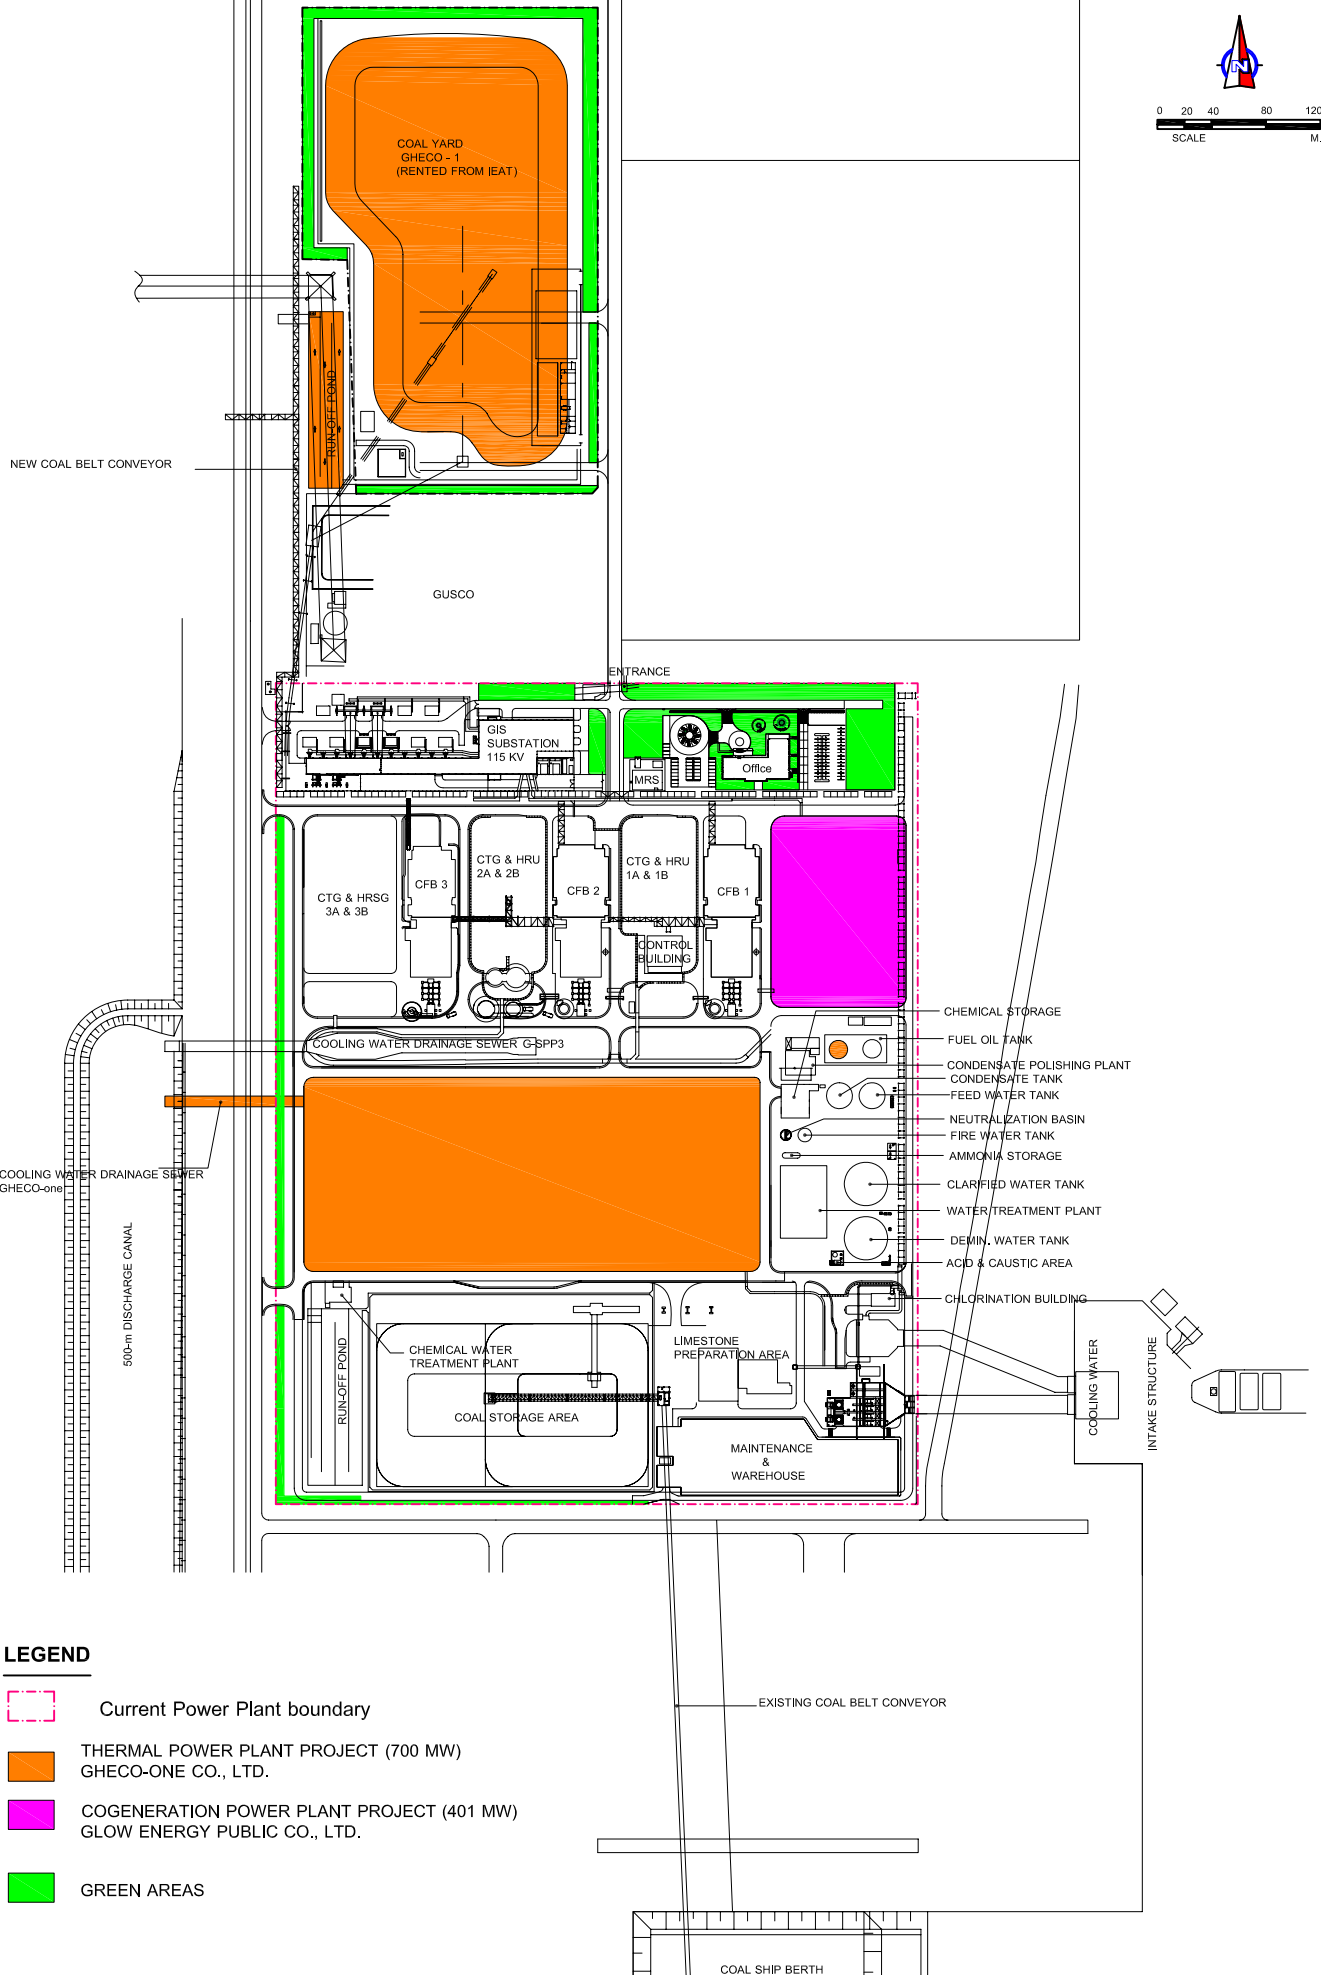 N
0 20 40 80 120
SCALE M.
COAL YARD
GHECO - 1
(RENTED FROM IEAT)
RUN-OFF POND
NEW COAL BELT CONVEYOR
GUSCO
ENTRANCE
GIS
SUBSTATION
115 KV
MRS
Office
CTG & HRSG
3A & 3B
CFB 3
CTG & HRU
2A & 2B
CFB 2
CTG & HRU
1A & 1B
CFB 1
CONTROL
BUILDING
COOLING WATER DRAINAGE SEWER G-SPP3
CHEMICAL STORAGE
FUEL OIL TANK
CONDENSATE POLISHING PLANT
CONDENSATE TANK
FEED WATER TANK
NEUTRALIZATION BASIN
FIRE WATER TANK
AMMONIA STORAGE
CLARIFIED WATER TANK
WATER TREATMENT PLANT
DEMIN. WATER TANK
ACID & CAUSTIC AREA
CHLORINATION BUILDING
COOLING WATER DRAINAGE SEWER
GHECO-one
500-m DISCHARGE CANAL
RUN-OFF POND
CHEMICAL WATER
TREATMENT PLANT
COAL STORAGE AREA
LIMESTONE
PREPARATION AREA
MAINTENANCE
&
WAREHOUSE
COOLING WATER
INTAKE STRUCTURE
EXISTING COAL BELT CONVEYOR
COAL SHIP BERTH
LEGEND
Current Power Plant boundary
THERMAL POWER PLANT PROJECT (700 MW)
GHECO-ONE CO., LTD.
COGENERATION POWER PLANT PROJECT (401 MW)
GLOW ENERGY PUBLIC CO., LTD.
GREEN AREAS